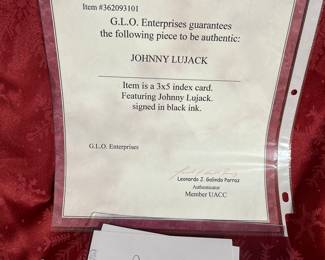 Item #362093101
G.L.O. Enterprises guarantees
the following piece to be authentic:
JOHNNY LUJACK
Item is a 3x5 index card.
Featuring Johnny Lujack.
signed in black ink.
G.L.O. Enterprises
Leonardo J. Galindo Parraz
Authenticator
Member UACC